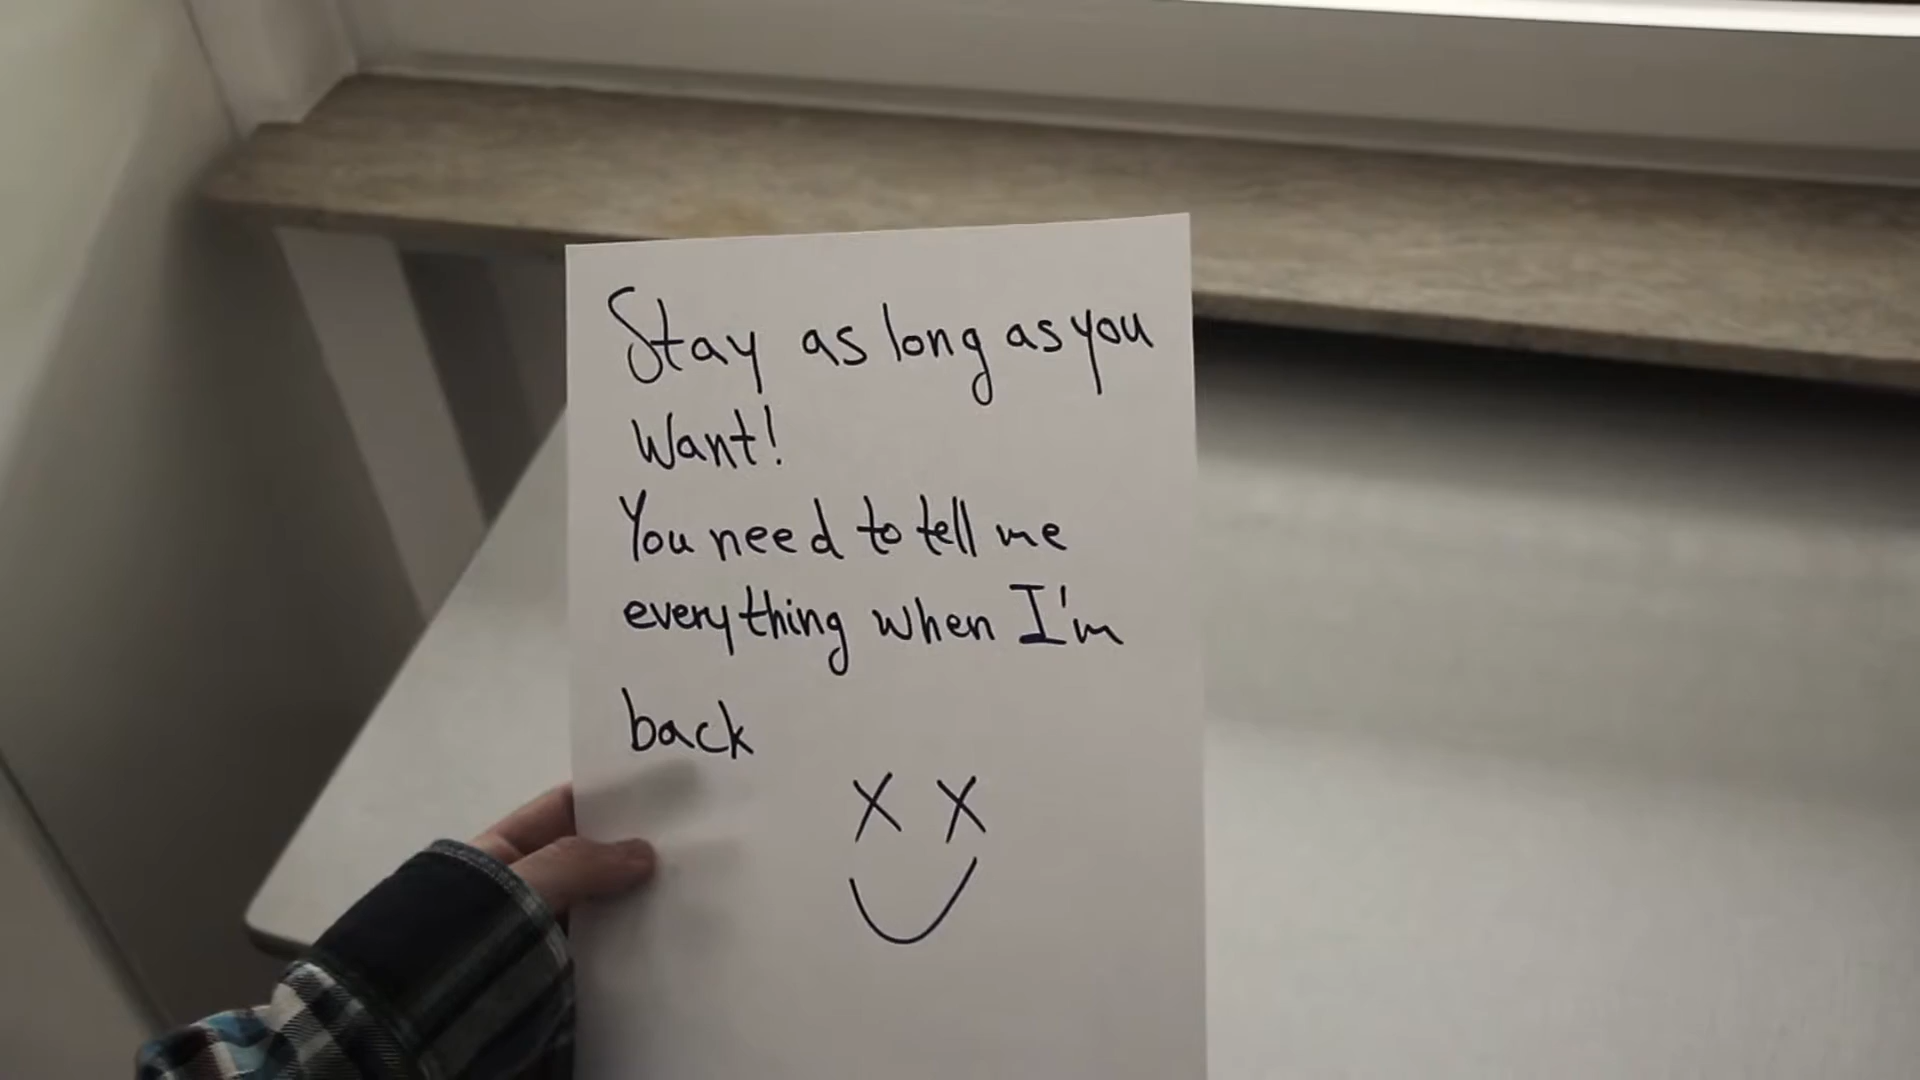 Stay as long as you
Want!
You need to tell me
everything when I'm
back